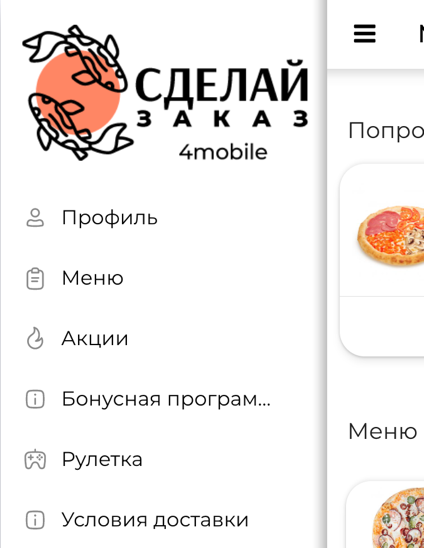 СДЕЛАЙ
ЗАКАЗ
4mobile
Профиль
Меню
Акции
Бонусная програм...
Рулетка
Условия доставки
Попро
Меню